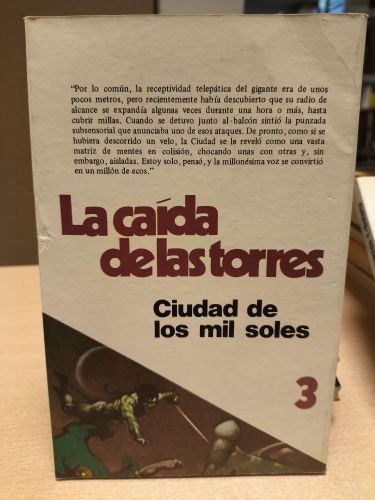 "Por lo común, la receptividad telepática del gigante era de unos
pocos metros, pero recientemente había descubierto que su radio de
alcance se expandía algunas veces durante una hora o más, hasta
cubrir millas. Cuando se detuvo junto al balcón sintió la punzada
subsensorial que anunciaba uno de esos ataques. De pronto, como si se
hubiera descorrido un velo, la Ciudad se le reveló como una vasta
matriz de mentes en colisión, chocando unas con otras y, sin
embargo, aisladas. Estoy solo, pensó, y la millonésima voz se convirtió
en un millón de ecos."
La caída
de las torres
Ciudad de
los mil soles
3